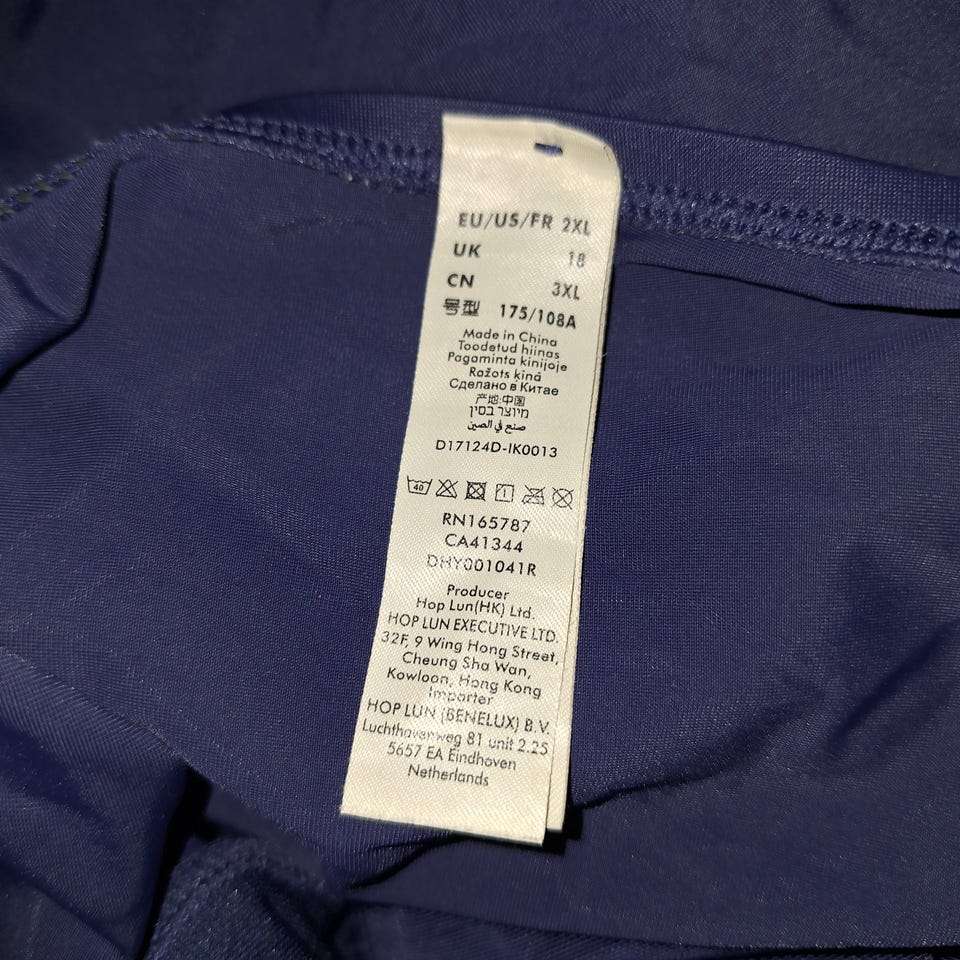 EU/US/FR 2XL
UK 18
CN 3XL
号型 175/108A
Made in China
Toodetud hiinas
Pagaminta kinijoje
Ražots ķīnā
Сделано в Китае
产地:中国
מיוצר בסין
صنع في الصين
D17124D-IK0013
40
RN165787
CA41344
DHY001041R
Producer
Hop Lun(HK) Ltd.
HOP LUN EXECUTIVE LTD.
32F, 9 Wing Hong Street,
Cheung Sha Wan,
Kowloon, Hong Kong
Importer
HOP LUN (BENELUX) B.V.
Luchthavenweg 81 unit 2.25
5657 EA Eindhoven
Netherlands